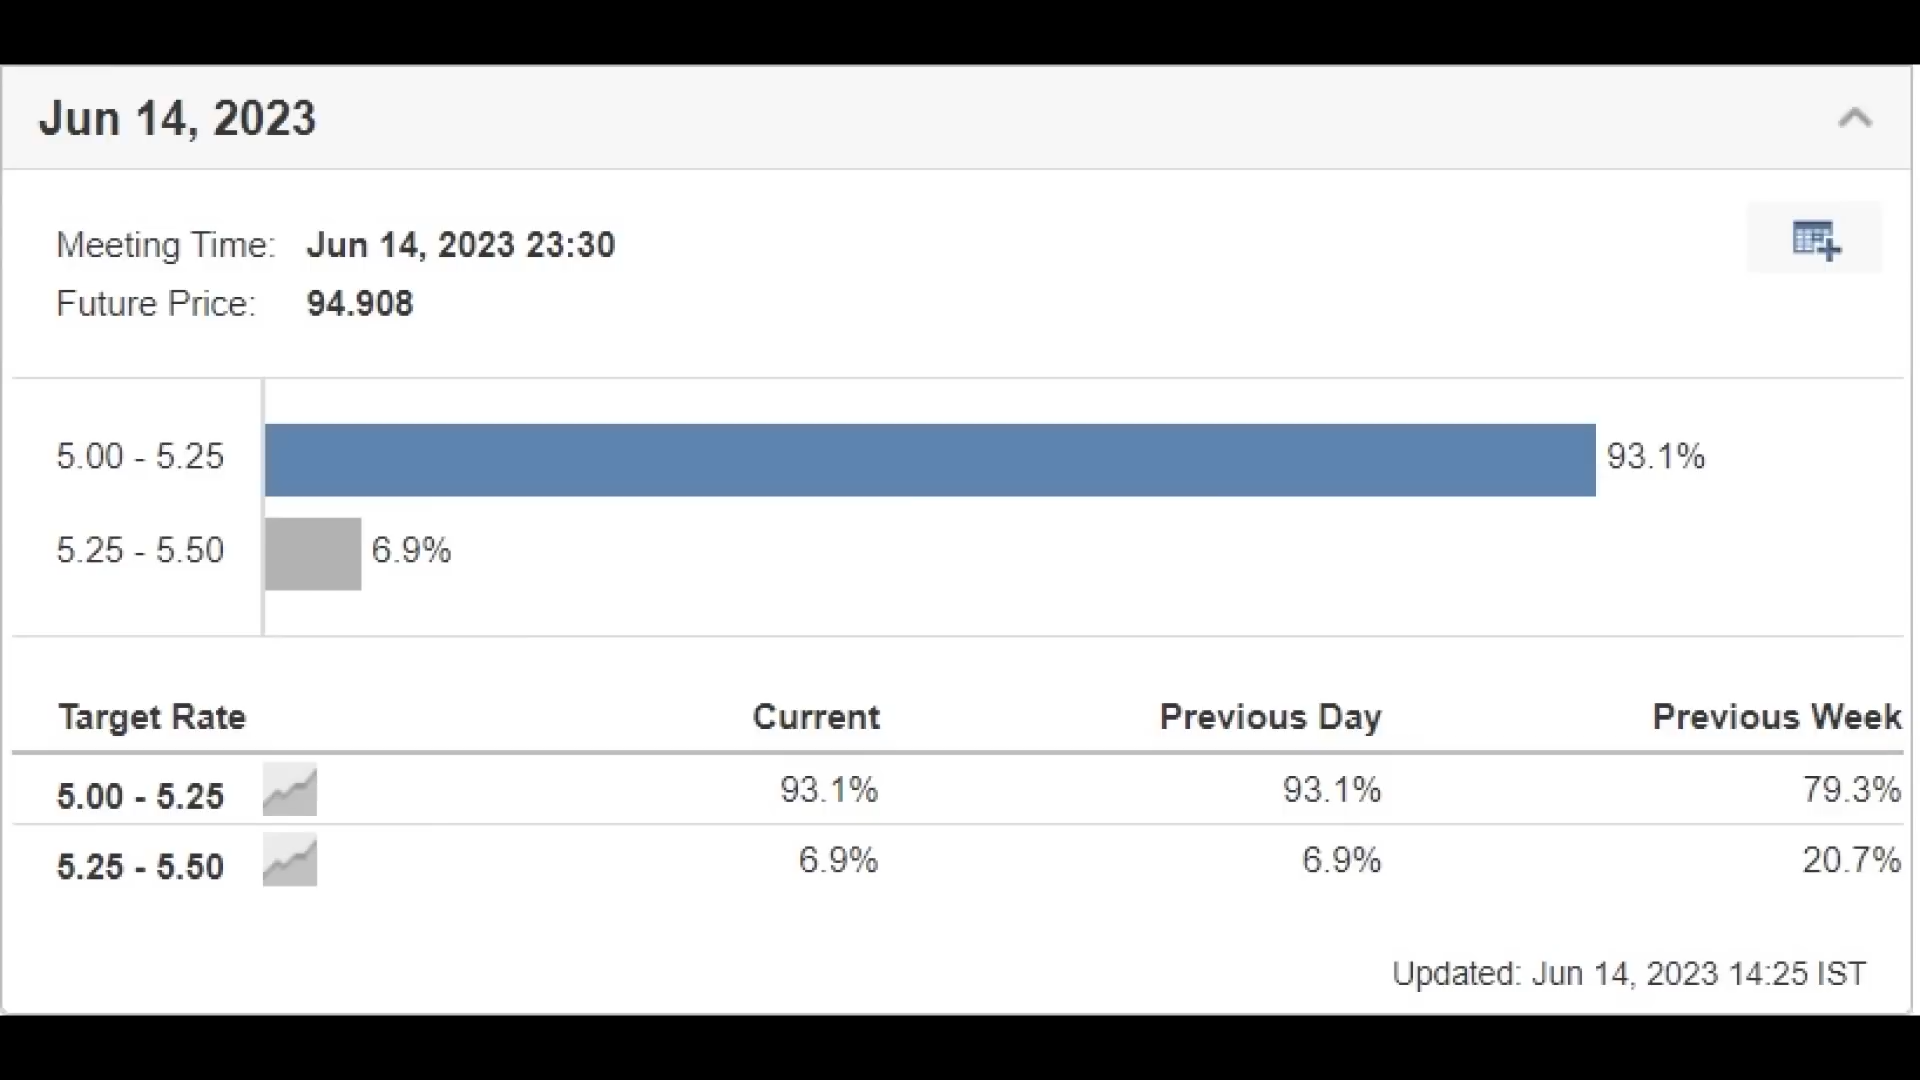 Jun 14, 2023
Meeting Time: Jun 14, 2023 23:30
Future Price: 94.908
5.00 - 5.25 93.1%
5.25 - 5.50 6.9%
Target Rate Current Previous Day Previous Week
5.00 - 5.25 93.1% 93.1% 79.3%
5.25 - 5.50 6.9% 6.9% 20.7%
Updated: Jun 14, 2023 14:25 IST